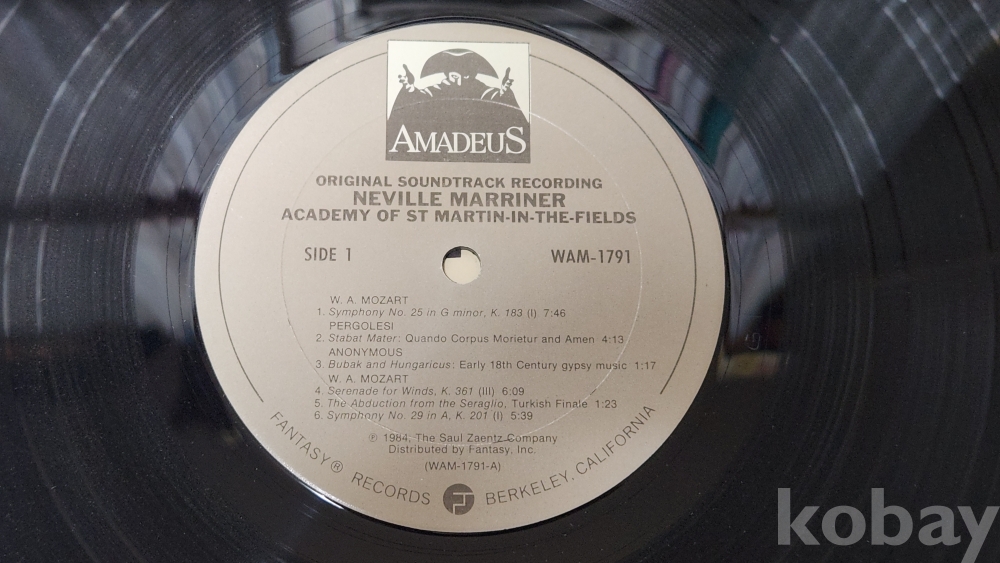 AMADEUS
ORIGINAL SOUNDTRACK RECORDING
NEVILLE MARRINER
ACADEMY OF ST MARTIN-IN-THE-FIELDS
SIDE 1 WAM-1791
W. A. MOZART
1. Symphony No. 25 in G minor, K. 183 (I) 7:46
PERGOLESI
2. Stabat Mater: Quando Corpus Morietur and Amen 4:13
ANONYMOUS
3. Bubak and Hungaricus: Early 18th Century gypsy music 1:17
W. A. MOZART
4. Serenade for Winds, K. 361 (III) 6:09
5. The Abduction from the Seraglio, Turkish Finale 1:23
6. Symphony No. 29 in A, K. 201 (I) 5:39
℗ 1984, The Saul Zaentz Company
Distributed by Fantasy, Inc.
(WAM-1791-A)
FANTASY® RECORDS BERKELEY, CALIFORNIA
kobay